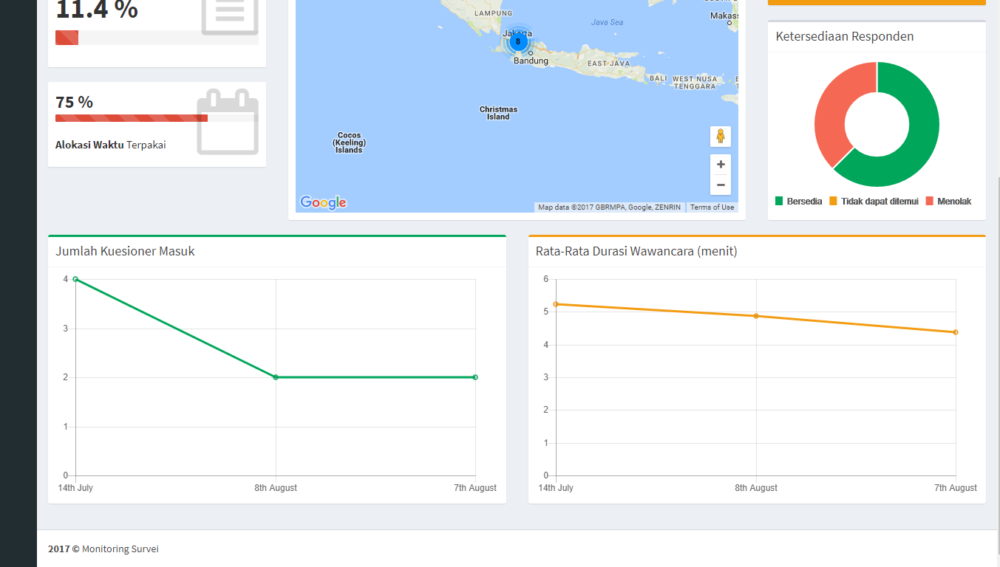 11.4 %
75 %
Alokasi Waktu Terpakai
LAMPUNG
Java Sea
Makass
Jakarta
8
Bandung
EAST JAVA
BALI
WEST NUSA
TENGGARA
Christmas
Island
Cocos
(Keeling)
Islands
Google
Map data ©2017 GBRMPA, Google, ZENRIN
Terms of Use
Ketersediaan Responden
Bersedia
Tidak dapat ditemui
Menolak
Jumlah Kuesioner Masuk
4
3
2
1
0
14th July
8th August
7th August
Rata-Rata Durasi Wawancara (menit)
6
5
4
3
2
1
0
14th July
8th August
7th August
2017 © Monitoring Survei